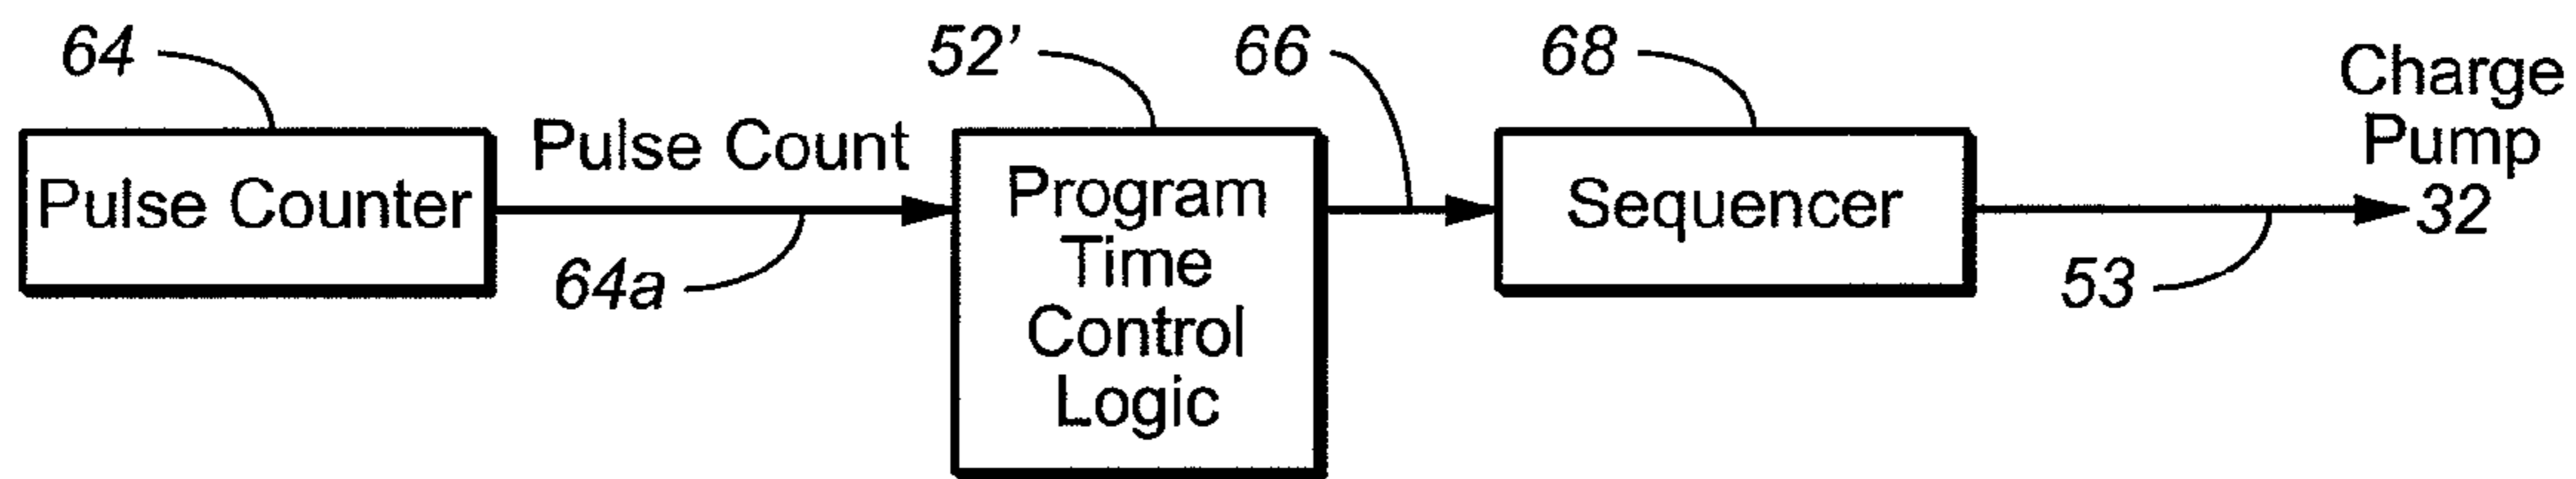 64
52’
66
68
Charge
Pump
32
Pulse Counter
Pulse Count
64a
Program
Time
Control
Logic
Sequencer
53